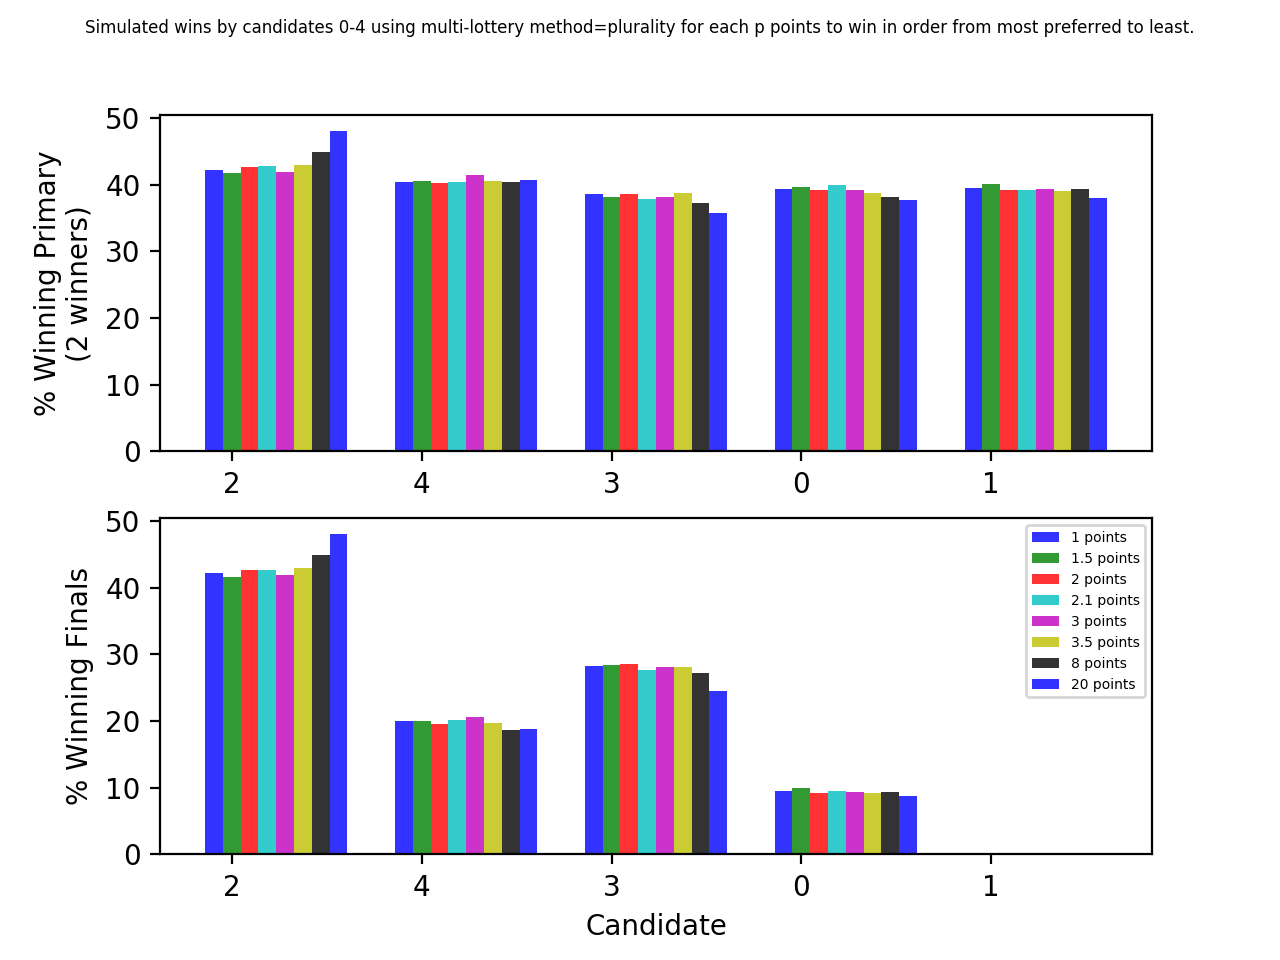 Simulated wins by candidates 0-4 using multi-lottery method=plurality for each p points to win in order from most preferred to least.
% Winning Primary
(2 winners)
50
40
30
20
10
0
2 4 3 0 1
% Winning Finals
50
40
30
20
10
0
1 points
1.5 points
2 points
2.1 points
3 points
3.5 points
8 points
20 points
2 4 3 0 1
Candidate